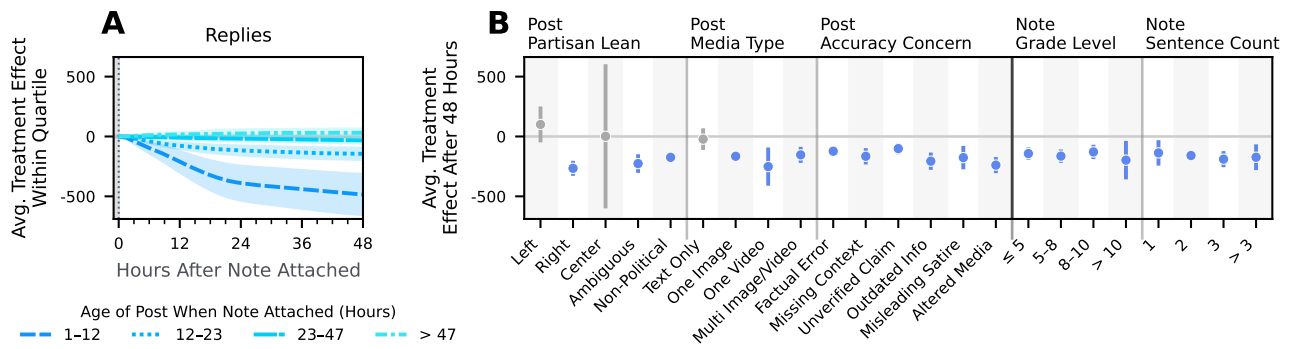 A
Replies
Avg. Treatment Effect
Within Quartile
500
0
-500
0
12
24
36
48
Hours After Note Attached
Age of Post When Note Attached (Hours)
1–12
12–23
23–47
> 47
B
Post
Partisan Lean
Post
Media Type
Post
Accuracy Concern
Note
Grade Level
Note
Sentence Count
Avg. Treatment
Effect After 48 Hours
500
0
-500
Left
Right
Center
Ambiguous
Non-Political
Text Only
One Image
One Video
Multi Image/Video
Factual Error
Missing Context
Unverified Claim
Outdated Info
Misleading Satire
Altered Media
≤ 5
5–8
8–10
> 10
1
2
3
> 3